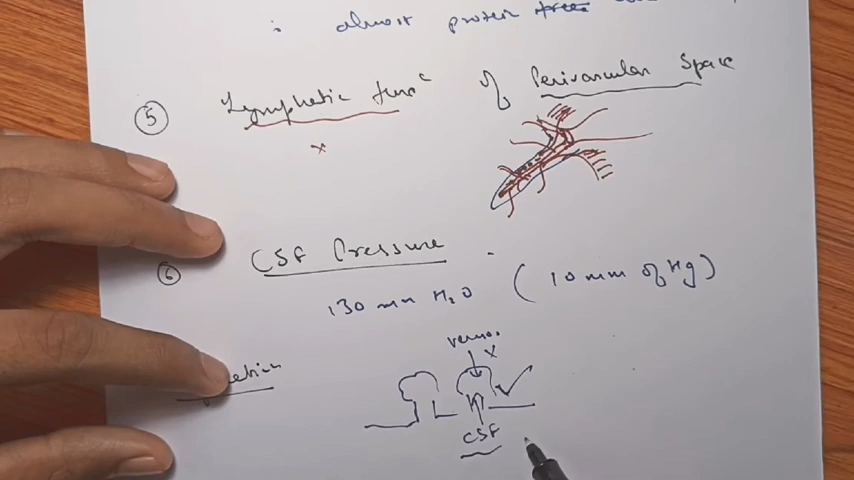 : almost protein free
⑤ Lymphatic funcᶜ of Perivascular Space
x
⑥ CSF Pressure -
130 mm H₂O (10 mm of Hg)
venous.
x
CSF